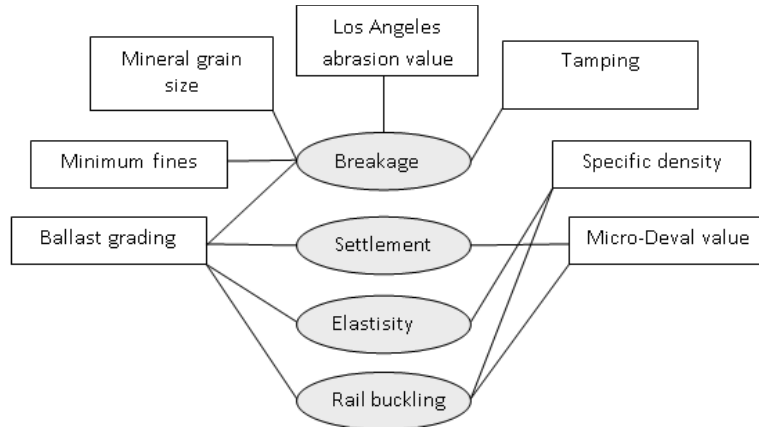 Los Angeles
abrasion value
Mineral grain
size
Tamping
Minimum fines
Breakage
Specific density
Ballast grading
Settlement
Micro-Deval value
Elastisity
Rail buckling